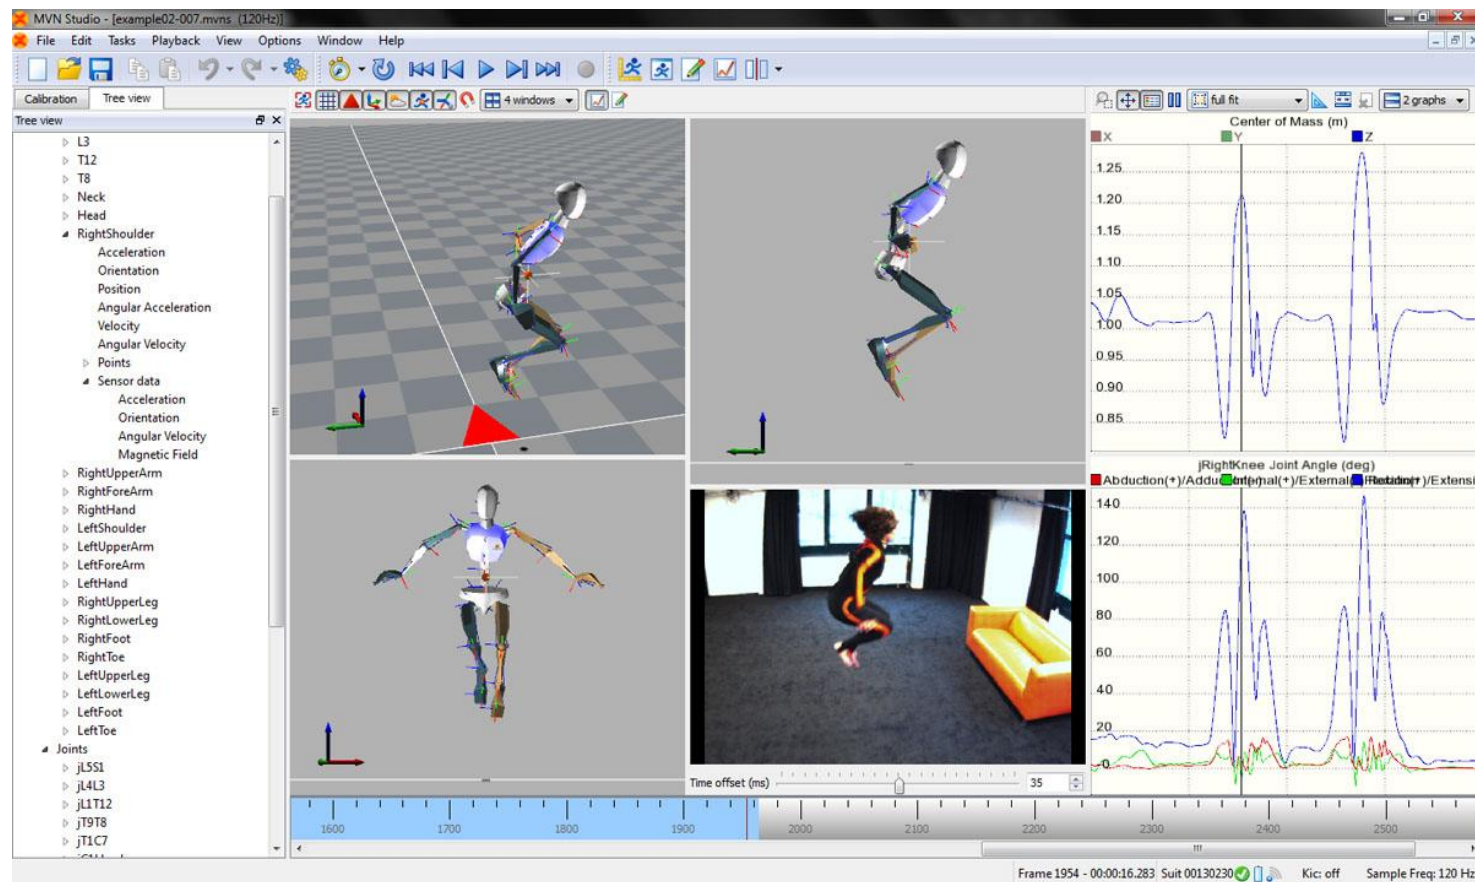 MVN Studio - [example02-007.mvns (120Hz)]
File Edit Tasks Playback View Options Window Help
Calibration Tree view
4 windows
full fit
2 graphs
Tree view
L3
T12
T8
Neck
Head
RightShoulder
Acceleration
Orientation
Position
Angular Acceleration
Velocity
Angular Velocity
Points
Sensor data
Acceleration
Orientation
Angular Velocity
Magnetic Field
RightUpperArm
RightForeArm
RightHand
LeftShoulder
LeftUpperArm
LeftForeArm
LeftHand
RightUpperLeg
RightLowerLeg
RightFoot
RightToe
LeftUpperLeg
LeftLowerLeg
LeftFoot
LeftToe
Joints
jL5S1
jL4L3
jL1T12
jT9T8
jT1C7
Center of Mass (m)
X Y Z
1.25
1.20
1.15
1.10
1.05
1.00
0.95
0.90
0.85
jRightKnee Joint Angle (deg)
Abduction(+)/Adduct
140
120
100
80
60
40
20
0
Time offset (ms) 35
1600 1700 1800 1900 2000 2100 2200 2300 2400 2500
Frame 1954 - 00:00:16.283 Suit 00130230 Kic: off Sample Freq: 120 Hz